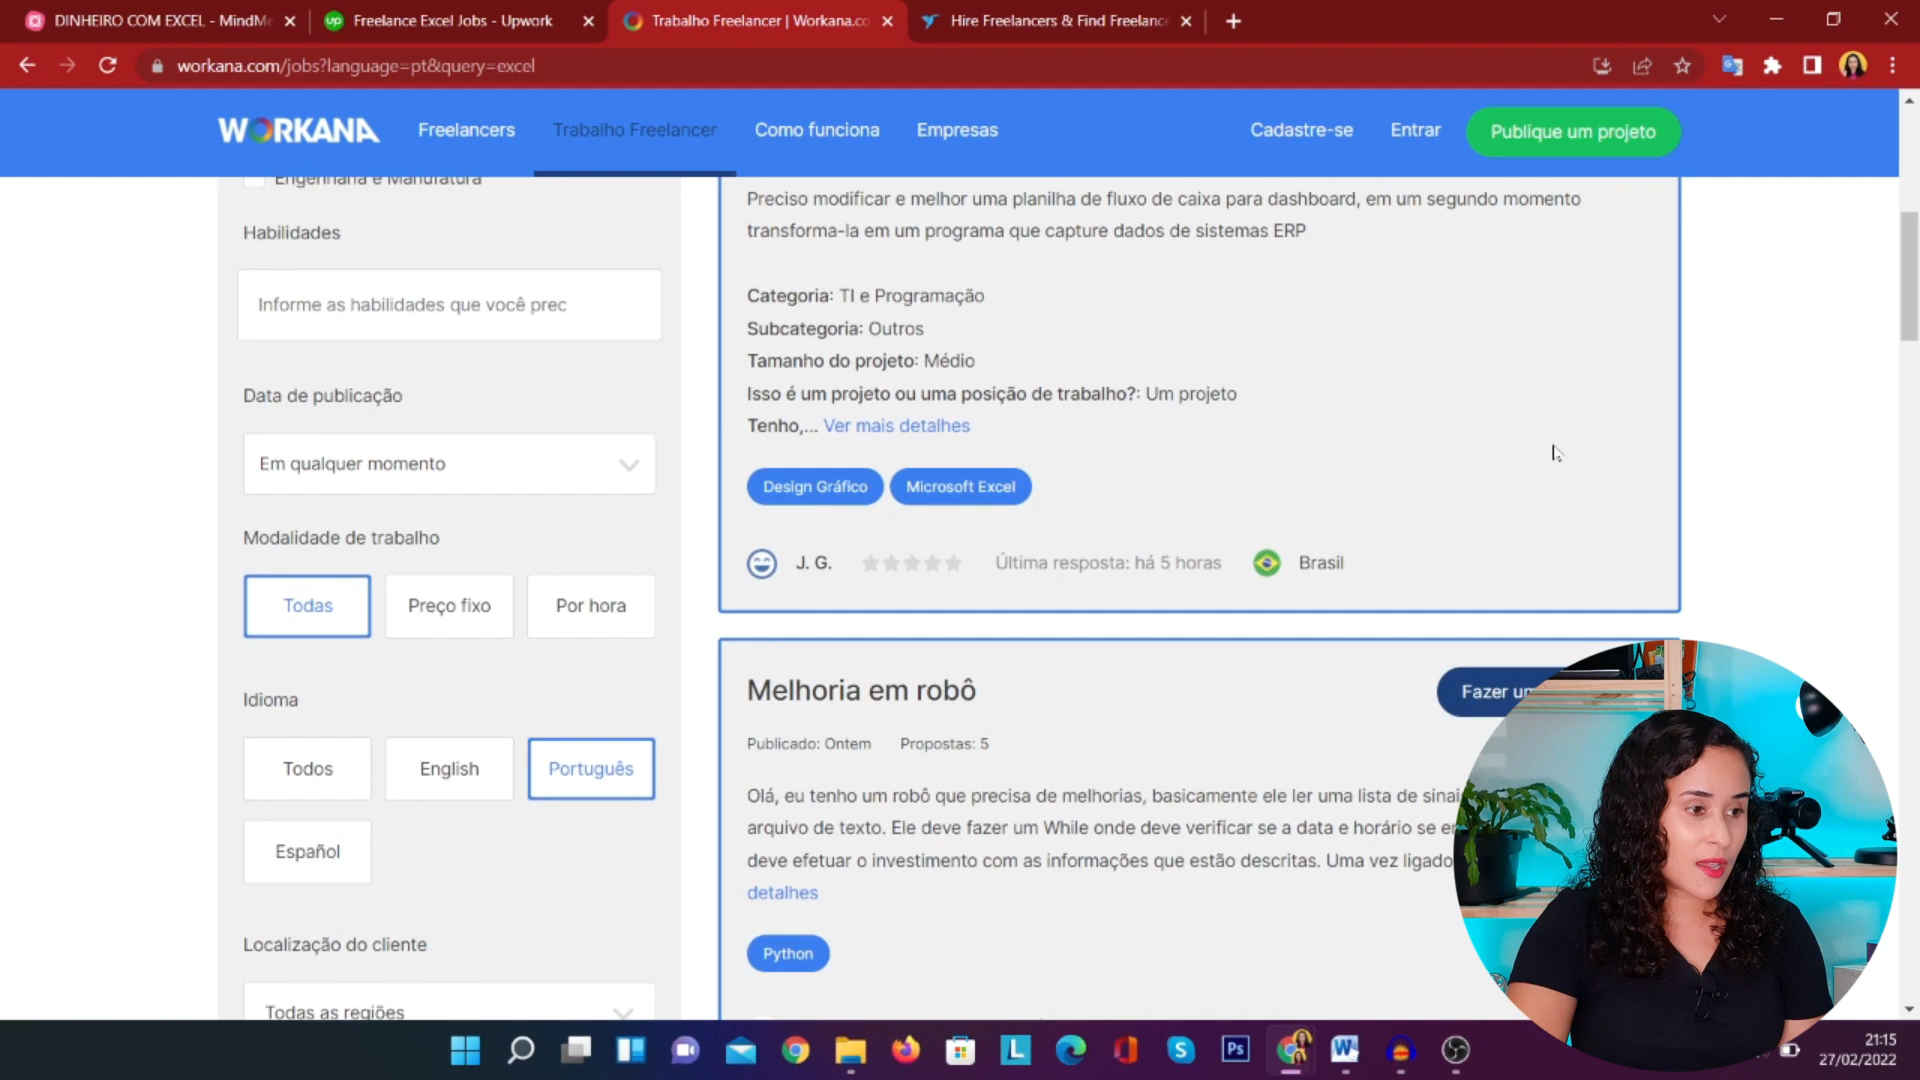 DINHEIRO COM EXCEL - MindMe
Freelance Excel Jobs - Upwork
Trabalho Freelancer | Workana.co
Hire Freelancers & Find Freelanc
workana.com/jobs?language=pt&query=excel
WORKANA
Freelancers
Trabalho Freelancer
Como funciona
Empresas
Cadastre-se
Entrar
Publique um projeto
Engenharia e Manufatura
Habilidades
Informe as habilidades que você prec
Data de publicação
Em qualquer momento
Modalidade de trabalho
Todas
Preço fixo
Por hora
Idioma
Todos
English
Português
Español
Localização do cliente
Todas as regiões
Preciso modificar e melhor uma planilha de fluxo de caixa para dashboard, em um segundo momento
transforma-la em um programa que capture dados de sistemas ERP
Categoria: TI e Programação
Subcategoria: Outros
Tamanho do projeto: Médio
Isso é um projeto ou uma posição de trabalho?: Um projeto
Tenho,... Ver mais detalhes
Design Gráfico
Microsoft Excel
J. G.
Última resposta: há 5 horas
Brasil
Melhoria em robô
Fazer um
Publicado: Ontem
Propostas: 5
Olá, eu tenho um robô que precisa de melhorias, basicamente ele ler uma lista de sinai
arquivo de texto. Ele deve fazer um While onde deve verificar se a data e horário se en
deve efetuar o investimento com as informações que estão descritas. Uma vez ligado
detalhes
Python
21:15
27/02/2022